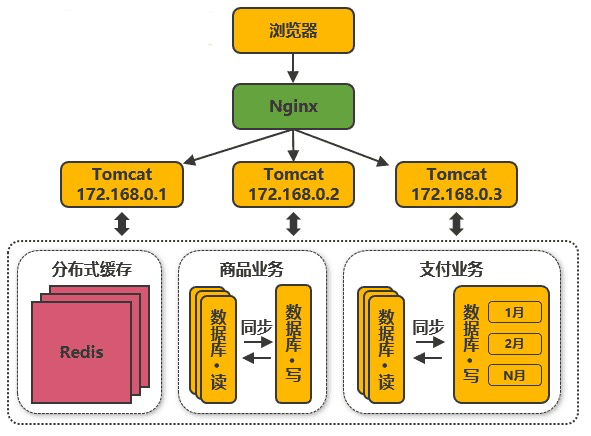 浏览器
Nginx
Tomcat
172.168.0.1
Tomcat
172.168.0.2
Tomcat
172.168.0.3
分布式缓存
Redis
商品业务
数据库·读
同步
数据库·写
支付业务
数据库·读
同步
数据库·写
1月
2月
N月